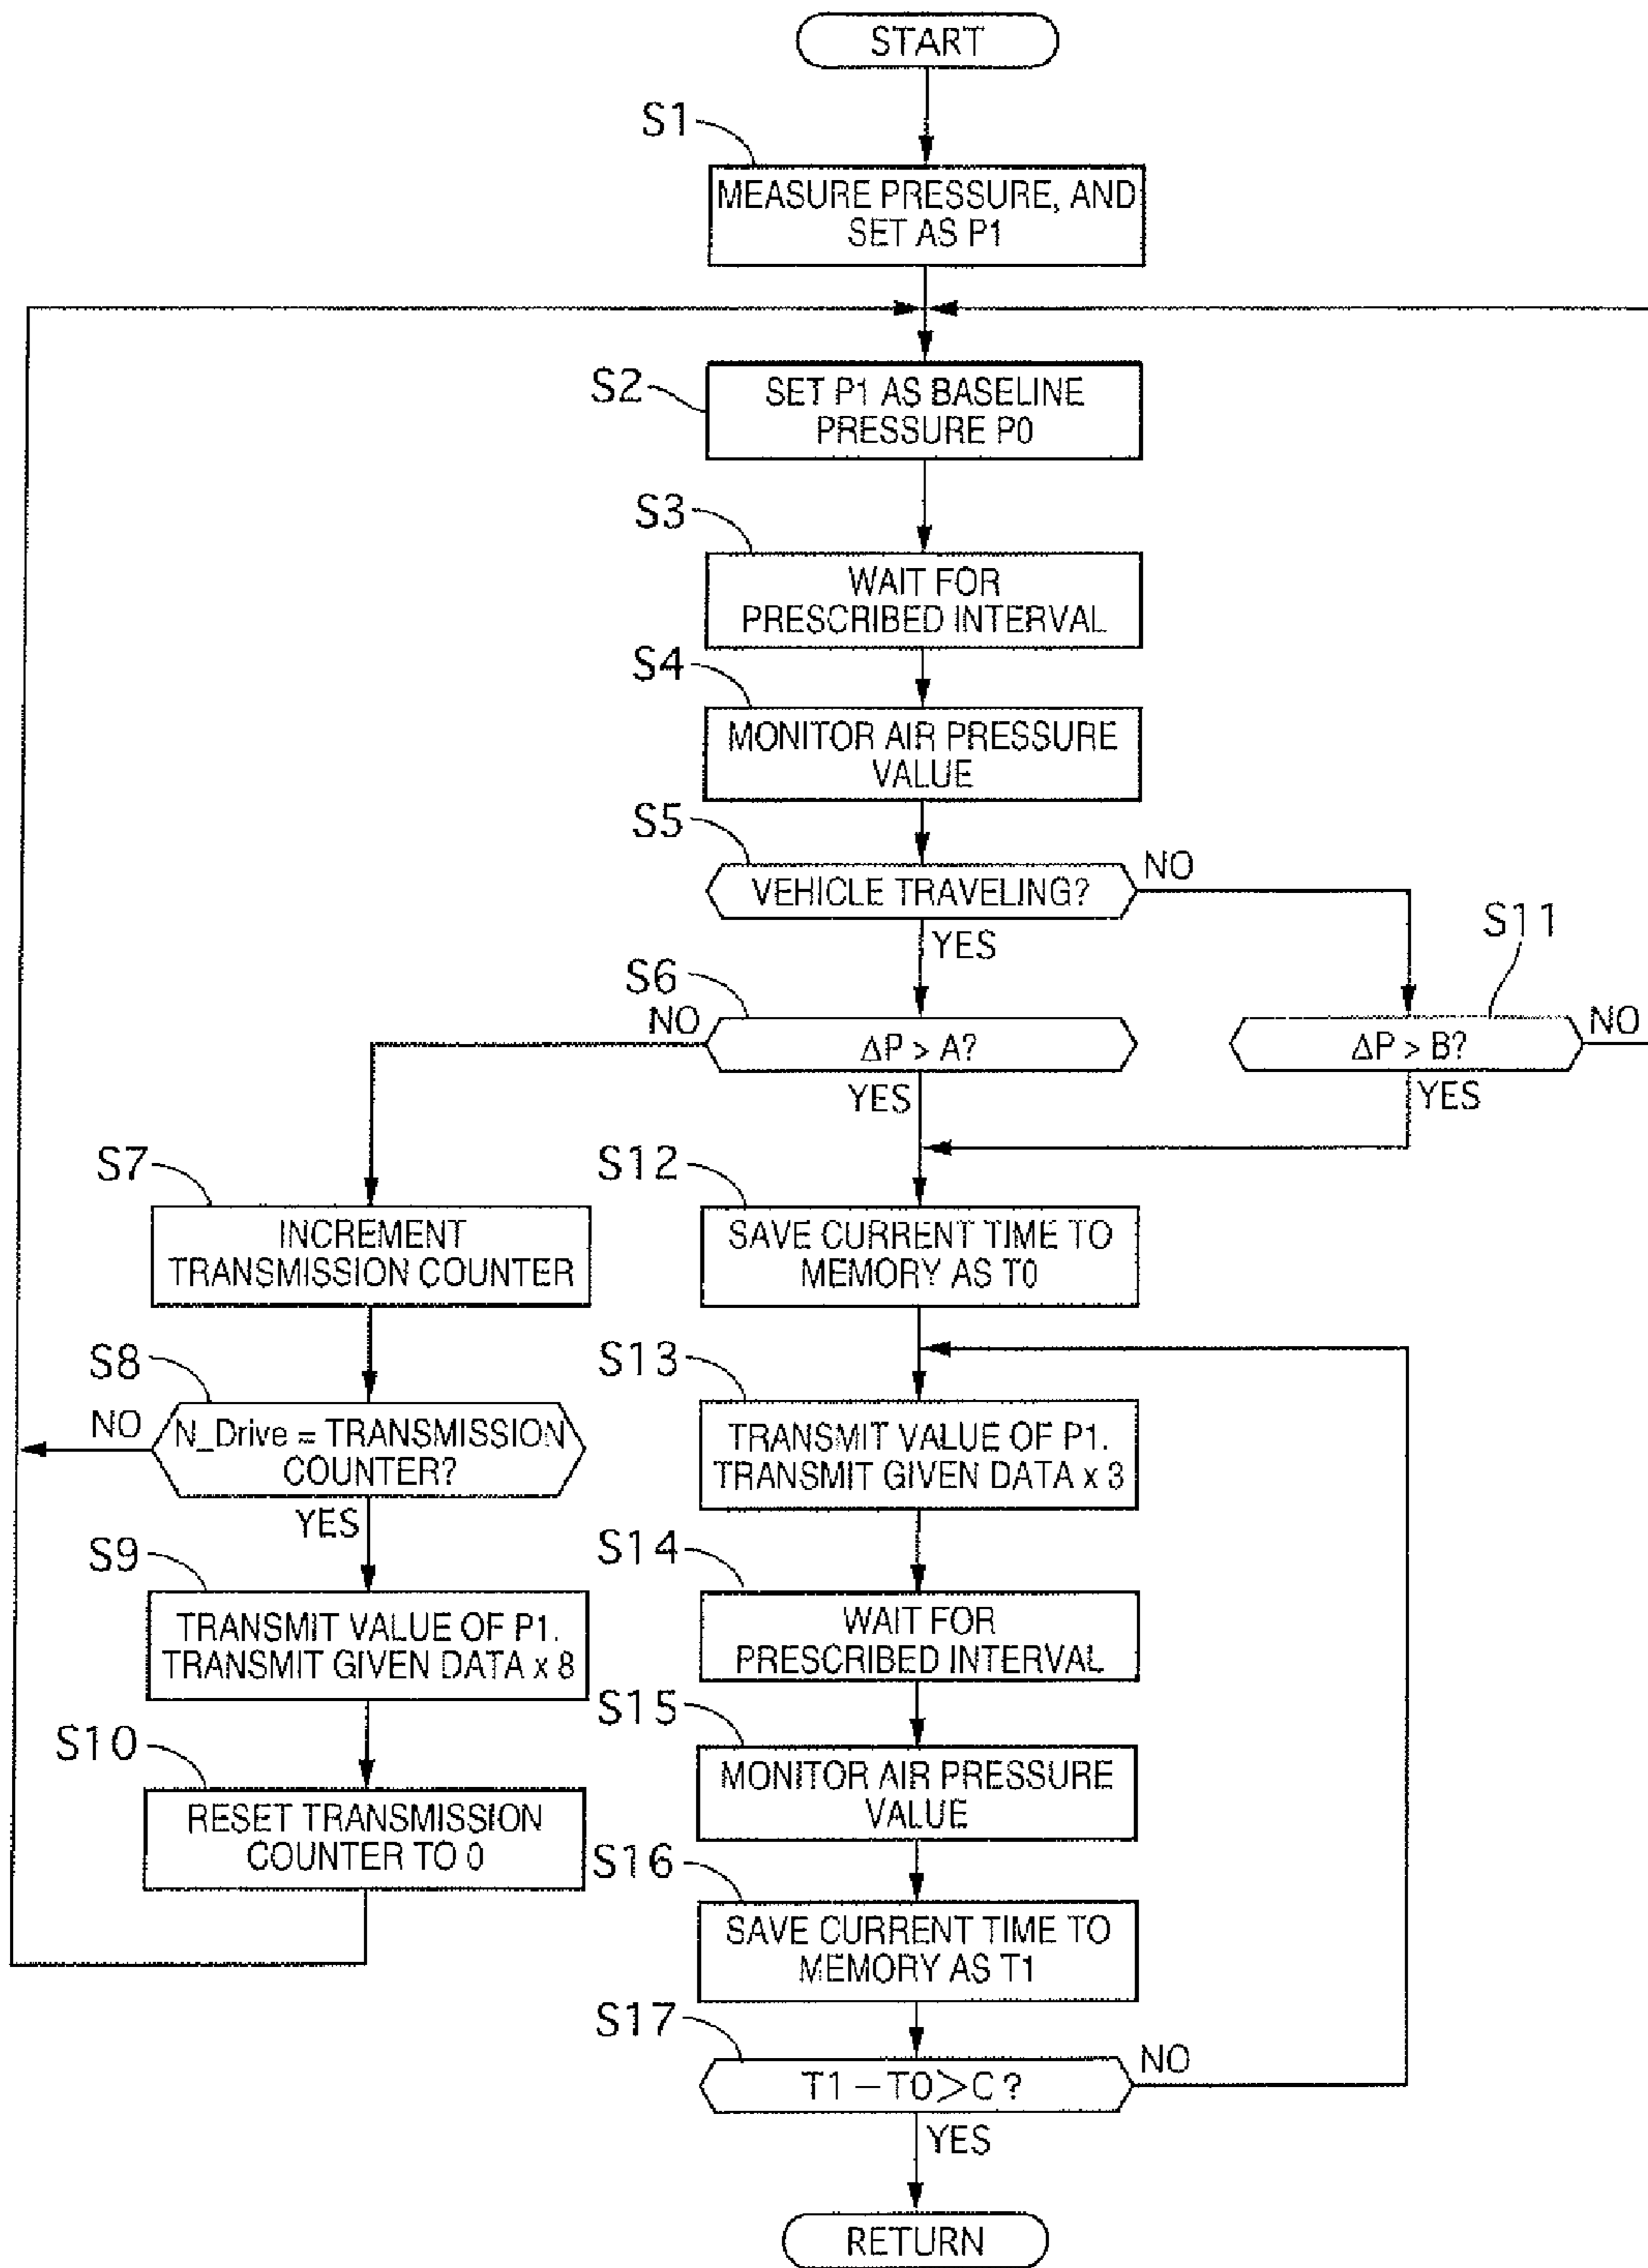 START
S1
MEASURE PRESSURE, AND
SET AS P1
S2
SET P1 AS BASELINE
PRESSURE P0
S3
WAIT FOR
PRESCRIBED INTERVAL
S4
MONITOR AIR PRESSURE
VALUE
S5
VEHICLE TRAVELING?
NO
YES
S11
S6
NO
ΔP > A?
YES
ΔP > B?
NO
YES
S7
INCREMENT
TRANSMISSION COUNTER
S8
NO
N_Drive = TRANSMISSION
COUNTER?
YES
S9
TRANSMIT VALUE OF P1.
TRANSMIT GIVEN DATA x 8
S10
RESET TRANSMISSION
COUNTER TO 0
S12
SAVE CURRENT TIME TO
MEMORY AS T0
S13
TRANSMIT VALUE OF P1.
TRANSMIT GIVEN DATA x 3
S14
WAIT FOR
PRESCRIBED INTERVAL
S15
MONITOR AIR PRESSURE
VALUE
S16
SAVE CURRENT TIME TO
MEMORY AS T1
S17
T1 – T0 > C ?
NO
YES
RETURN